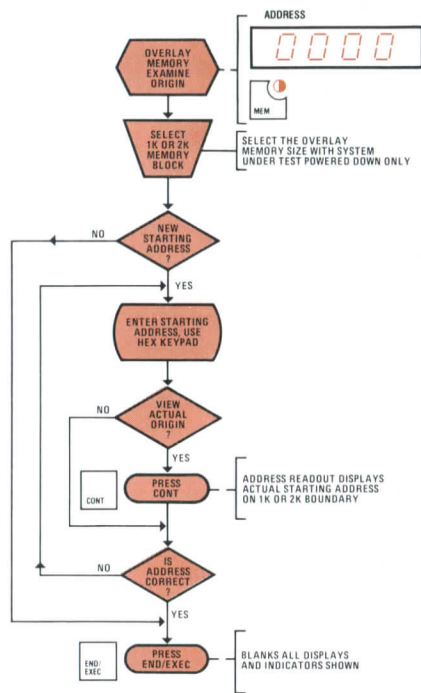 ADDRESS
0000
OVERLAY
MEMORY
EXAMINE
ORIGIN
MEM
SELECT
1K OR 2K
MEMORY
BLOCK
SELECT THE OVERLAY
MEMORY SIZE WITH SYSTEM
UNDER TEST POWERED DOWN ONLY
NO
NEW
STARTING
ADDRESS
?
YES
ENTER STARTING
ADDRESS, USE
HEX KEYPAD
NO
VIEW
ACTUAL
ORIGIN
?
YES
CONT
PRESS
CONT
ADDRESS READOUT DISPLAYS
ACTUAL STARTING ADDRESS
ON 1K OR 2K BOUNDARY
NO
IS
ADDRESS
CORRECT
?
YES
END/
EXEC
PRESS
END/EXEC
BLANKS ALL DISPLAYS
AND INDICATORS SHOWN